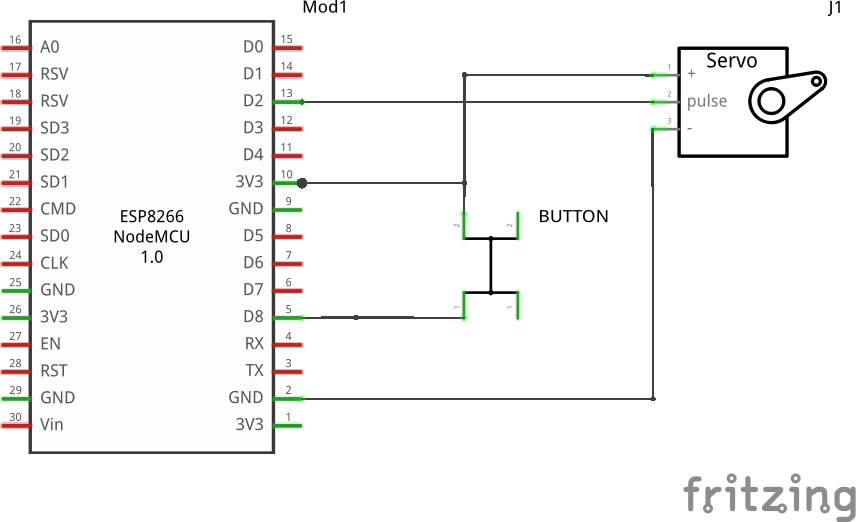 Mod1
J1
16 A0 D0 15
17 RSV D1 14
18 RSV D2 13
19 SD3 D3 12
20 SD2 D4 11
21 SD1 3V3 10
22 CMD GND 9
23 SD0 D5 8
24 CLK D6 7
25 GND D7 6
26 3V3 D8 5
27 EN RX 4
28 RST TX 3
29 GND GND 2
30 Vin 3V3 1
ESP8266
NodeMCU
1.0
Servo
1 +
2 pulse
3 -
BUTTON
2 2
1 1
fritzing